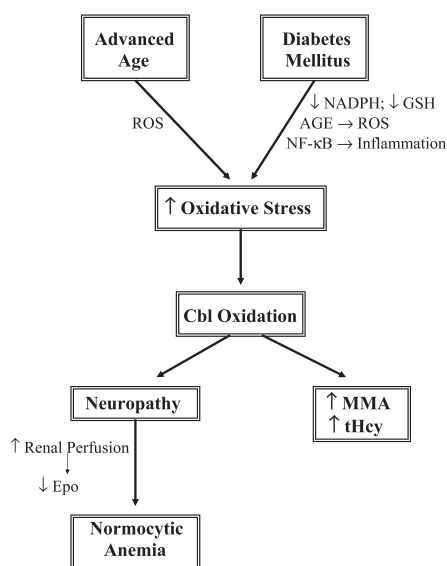 Advanced
Age
Diabetes
Mellitus
ROS
↓ NADPH; ↓ GSH
AGE → ROS
NF-κB → Inflammation
↑ Oxidative Stress
Cbl Oxidation
Neuropathy
↑ MMA
↑ tHcy
↑ Renal Perfusion
↓ Epo
Normocytic
Anemia